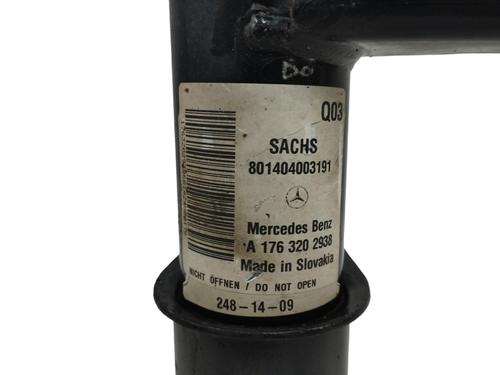 Q03
SACHS
801404003191
Mercedes Benz
A 176 320 2938
Made in Slovakia
NICHT ÖFFNEN / DO NOT OPEN
248-14-09